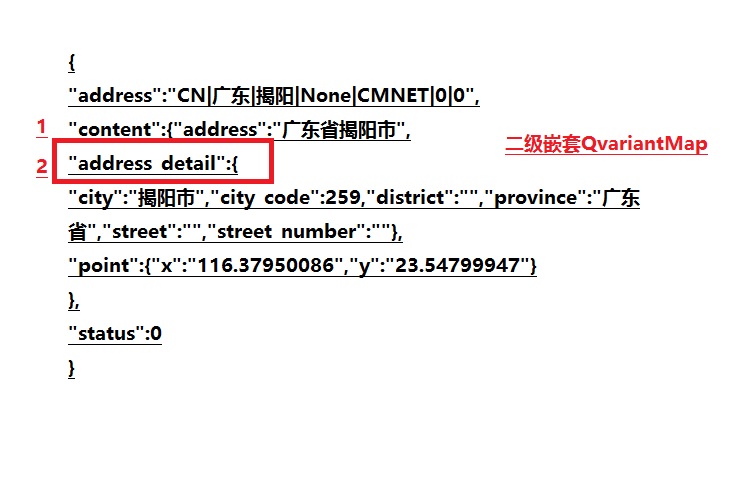 {
"address":"CN|广东|揭阳|None|CMNET|0|0",
1 "content":{"address":"广东省揭阳市",
二级嵌套QvariantMap
2 "address_detail":{
"city":"揭阳市","city_code":259,"district":"","province":"广东
省","street":"","street_number":""},
"point":{"x":"116.37950086","y":"23.54799947"}
},
"status":0
}